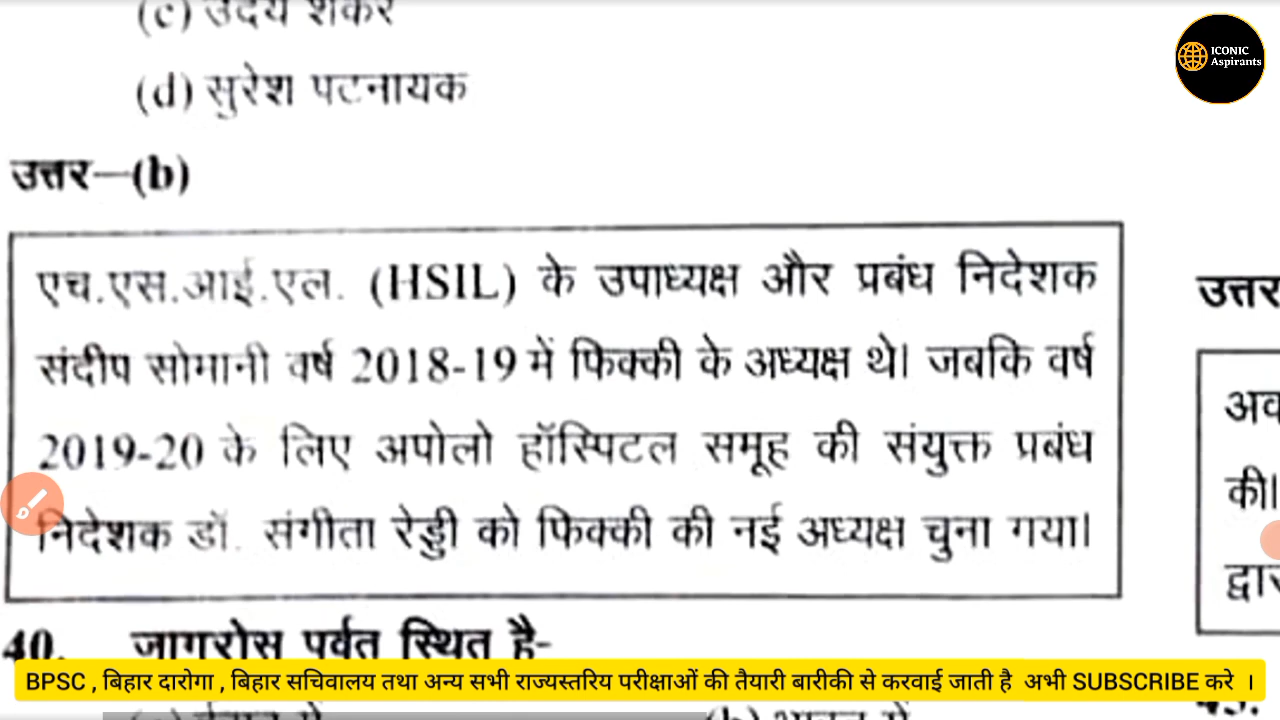 (c) उदय शंकर
(d) सुरेश पटनायक
उत्तर—(b)
एच.एस.आई.एल. (HSIL) के उपाध्यक्ष और प्रबंध निदेशक
संदीप सोमानी वर्ष 2018-19 में फिक्की के अध्यक्ष थे। जबकि वर्ष
2019-20 के लिए अपोलो हॉस्पिटल समूह की संयुक्त प्रबंध
निदेशक डॉ. संगीता रेड्डी को फिक्की की नई अध्यक्ष चुना गया।
40. जागरोस पर्वत स्थित है-
उत्तर
की।
ICONIC
Aspirants
BPSC , बिहार दारोगा , बिहार सचिवालय तथा अन्य सभी राज्यस्तरिय परीक्षाओं की तैयारी बारीकी से करवाई जाती है अभी SUBSCRIBE करे ।